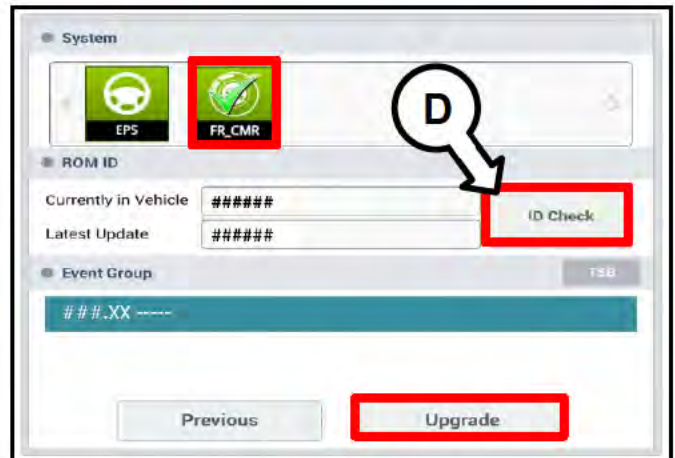 System
EPS
FR_CMR
D
ROM ID
Currently in Vehicle ######
ID Check
Latest Update ######
Event Group TSB
###.XX -----
Previous Upgrade